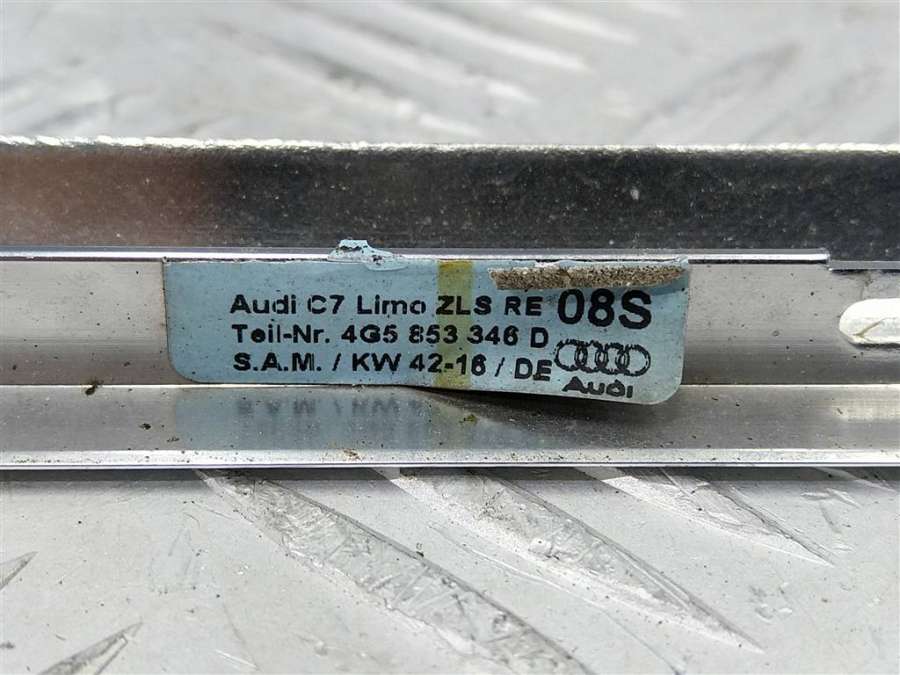 Audi C7 Limo ZLS RE 08S
Teil-Nr. 4G5 853 346 D
S.A.M. / KW 42-16 / DE
Audi